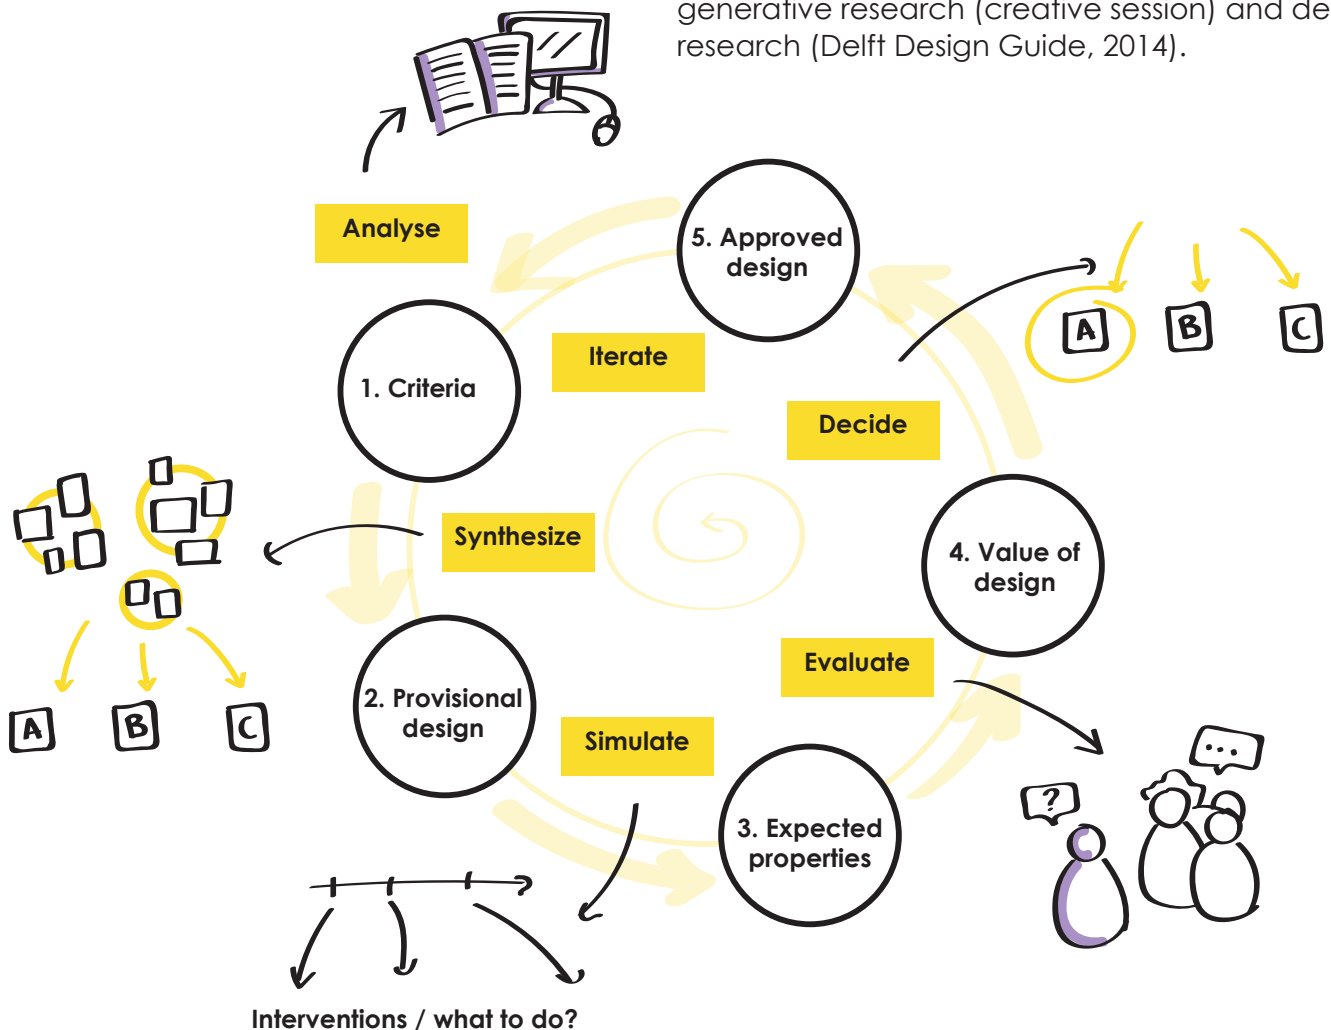 generative research (creative session) and de
research (Delft Design Guide, 2014).
Analyse
5. Approved
design
A
B
C
Iterate
1. Criteria
Decide
Synthesize
4. Value of
design
Evaluate
2. Provisional
design
A
B
C
Simulate
3. Expected
properties
?
...
Interventions / what to do?